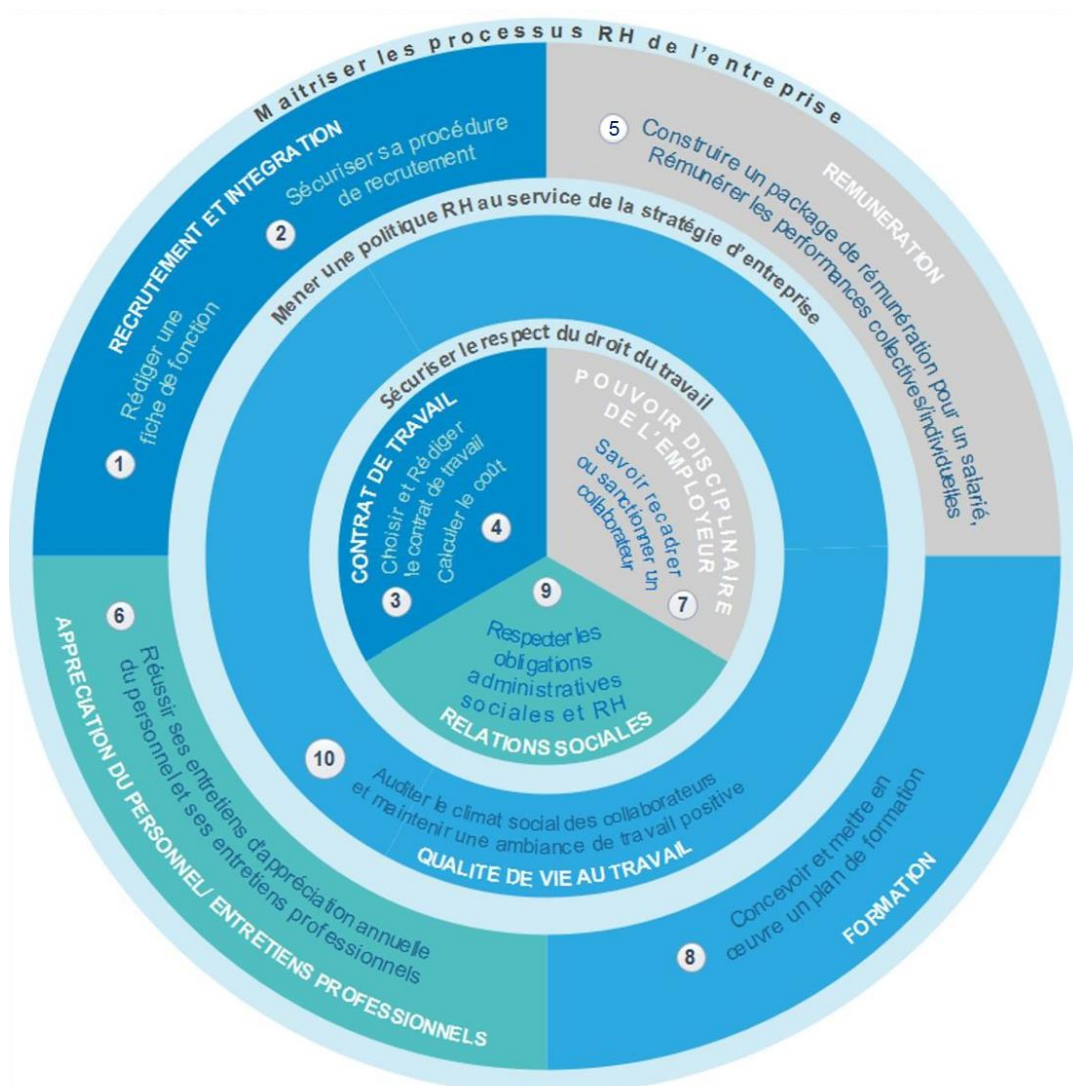 Maitriser les processus RH de l'entreprise
RECRUTEMENT ET INTEGRATION
1
Rédiger une
fiche de fonction
2
Sécuriser sa procédure
de recrutement
REMUNERATION
5
Construire un package de rémunération pour un salarié,
Rémunérer les performances collectives/individuelles
Mener une politique RH au service de la stratégie d'entreprise
Sécuriser le respect du droit du travail
CONTRAT DE TRAVAIL
3
Choisir et Rédiger
le contrat de travail
Calculer le coût
4
POUVOIR DISCIPLINAIRE
DE L'EMPLOYEUR
Savoir recadrer
ou sanctionner un
collaborateur
7
9
Respecter les
obligations
administratives
sociales et RH
RELATIONS SOCIALES
10
Auditer le climat social des collaborateurs
et maintenir une ambiance de travail positive
QUALITE DE VIE AU TRAVAIL
6
Réussir ses entretiens d'appréciation annuelle
du personnel et ses entretiens professionnels
APPRECIATION DU PERSONNEL/ ENTRETIENS PROFESSIONNELS
8
Concevoir et mettre en
œuvre un plan de formation
FORMATION